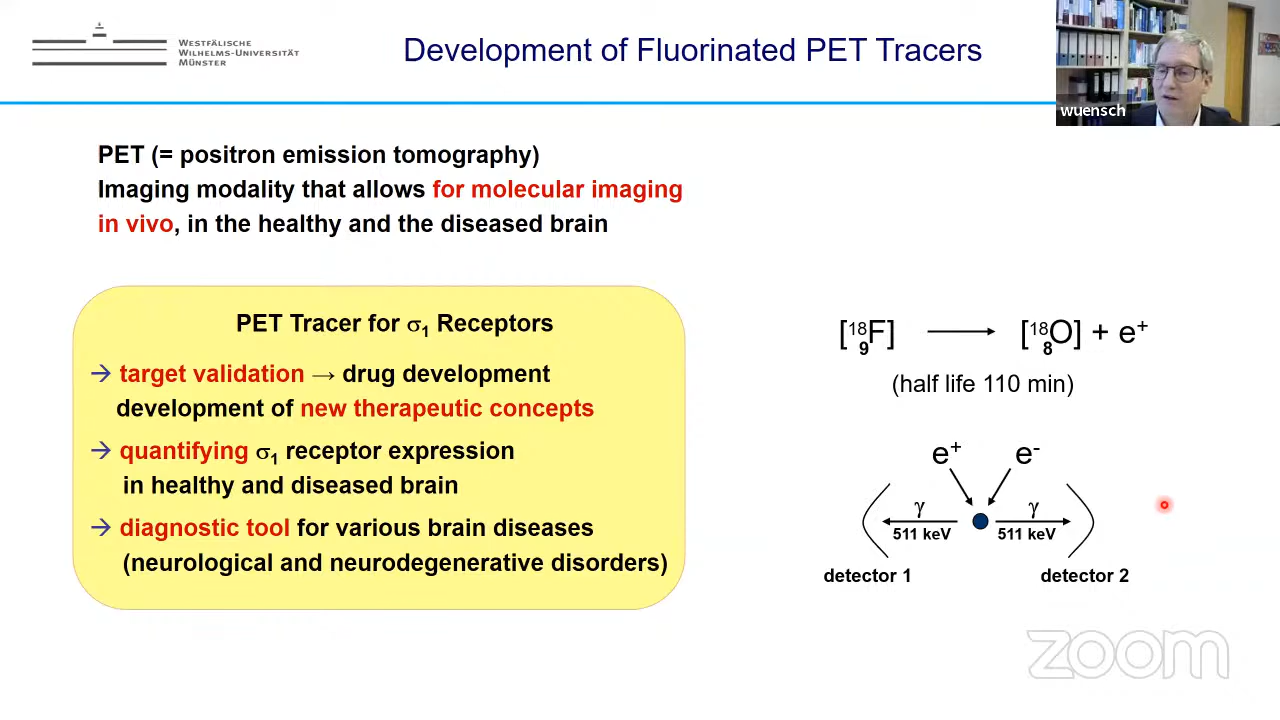 WESTFÄLISCHE
WILHELMS-UNIVERSITÄT
MÜNSTER
Development of Fluorinated PET Tracers
wuensch
PET (= positron emission tomography)
Imaging modality that allows for molecular imaging
in vivo, in the healthy and the diseased brain
PET Tracer for σ₁ Receptors
→ target validation → drug development
development of new therapeutic concepts
→ quantifying σ₁ receptor expression
in healthy and diseased brain
→ diagnostic tool for various brain diseases
(neurological and neurodegenerative disorders)
[¹⁸₉F] → [¹⁸₈O] + e⁺
(half life 110 min)
e⁺ e⁻
γ γ
511 keV 511 keV
detector 1 detector 2
zoom